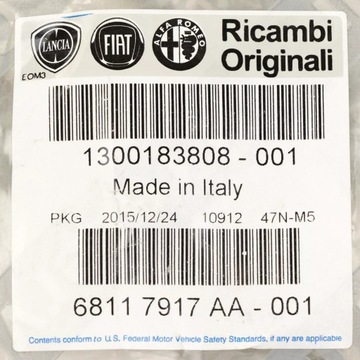 LANCIA FIAT ALFA ROMEO Ricambi
Originali
EOM3
1300183808 - 001
Made in Italy
PKG 2015/12/24 10912 47N-M5
6811 7917 AA - 001
Contents conform to U.S. Federal Motor Vehicle Safety Standards, if any are applicable